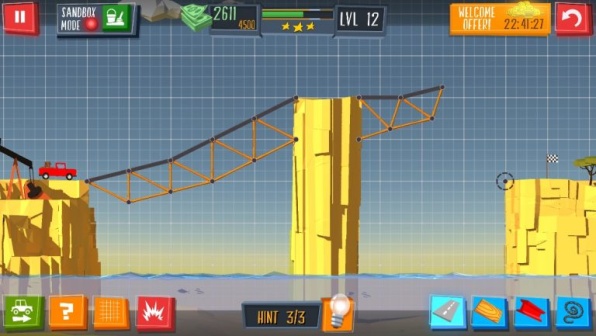 SANDBOX
MODE
2611
4500
LVL 12
WELCOME
OFFER!
22:41:27
?
HINT 3/3